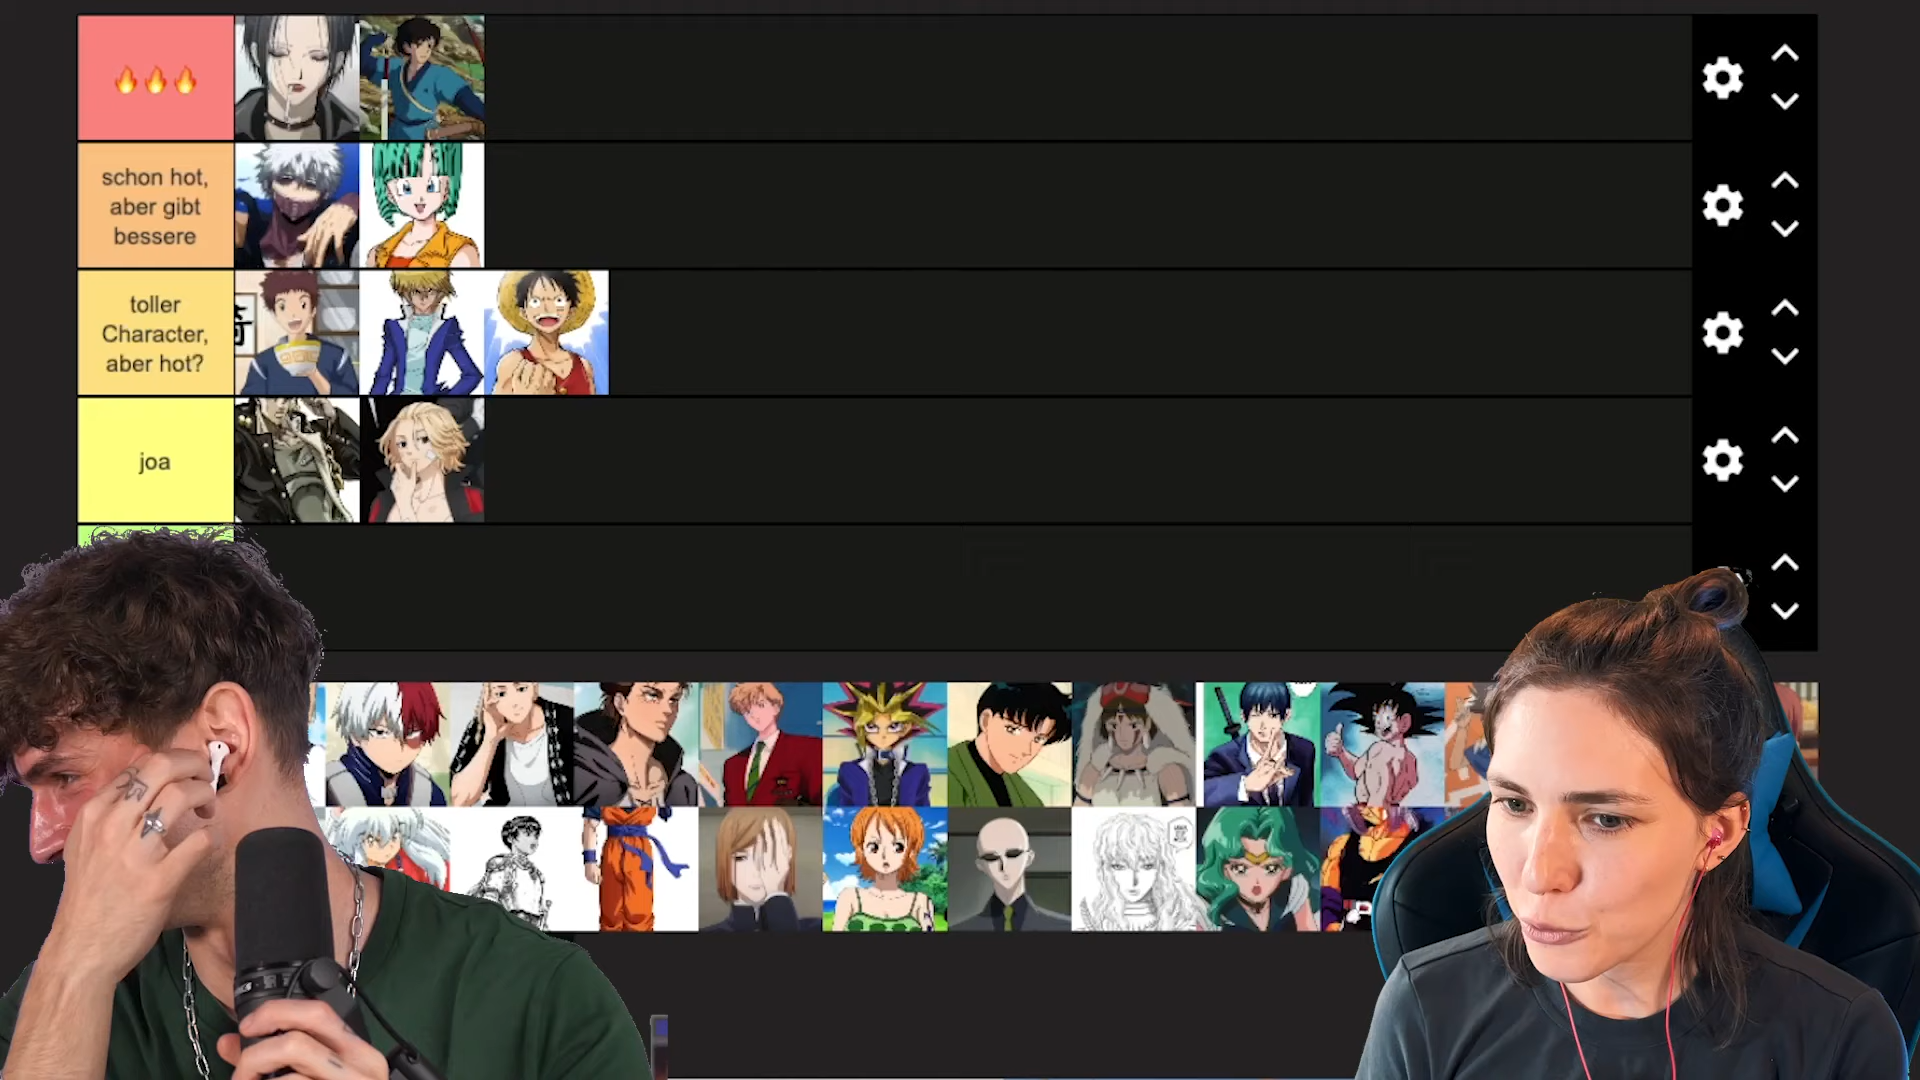 🔥🔥🔥
schon hot,
aber gibt
bessere
toller
Character,
aber hot?
joa